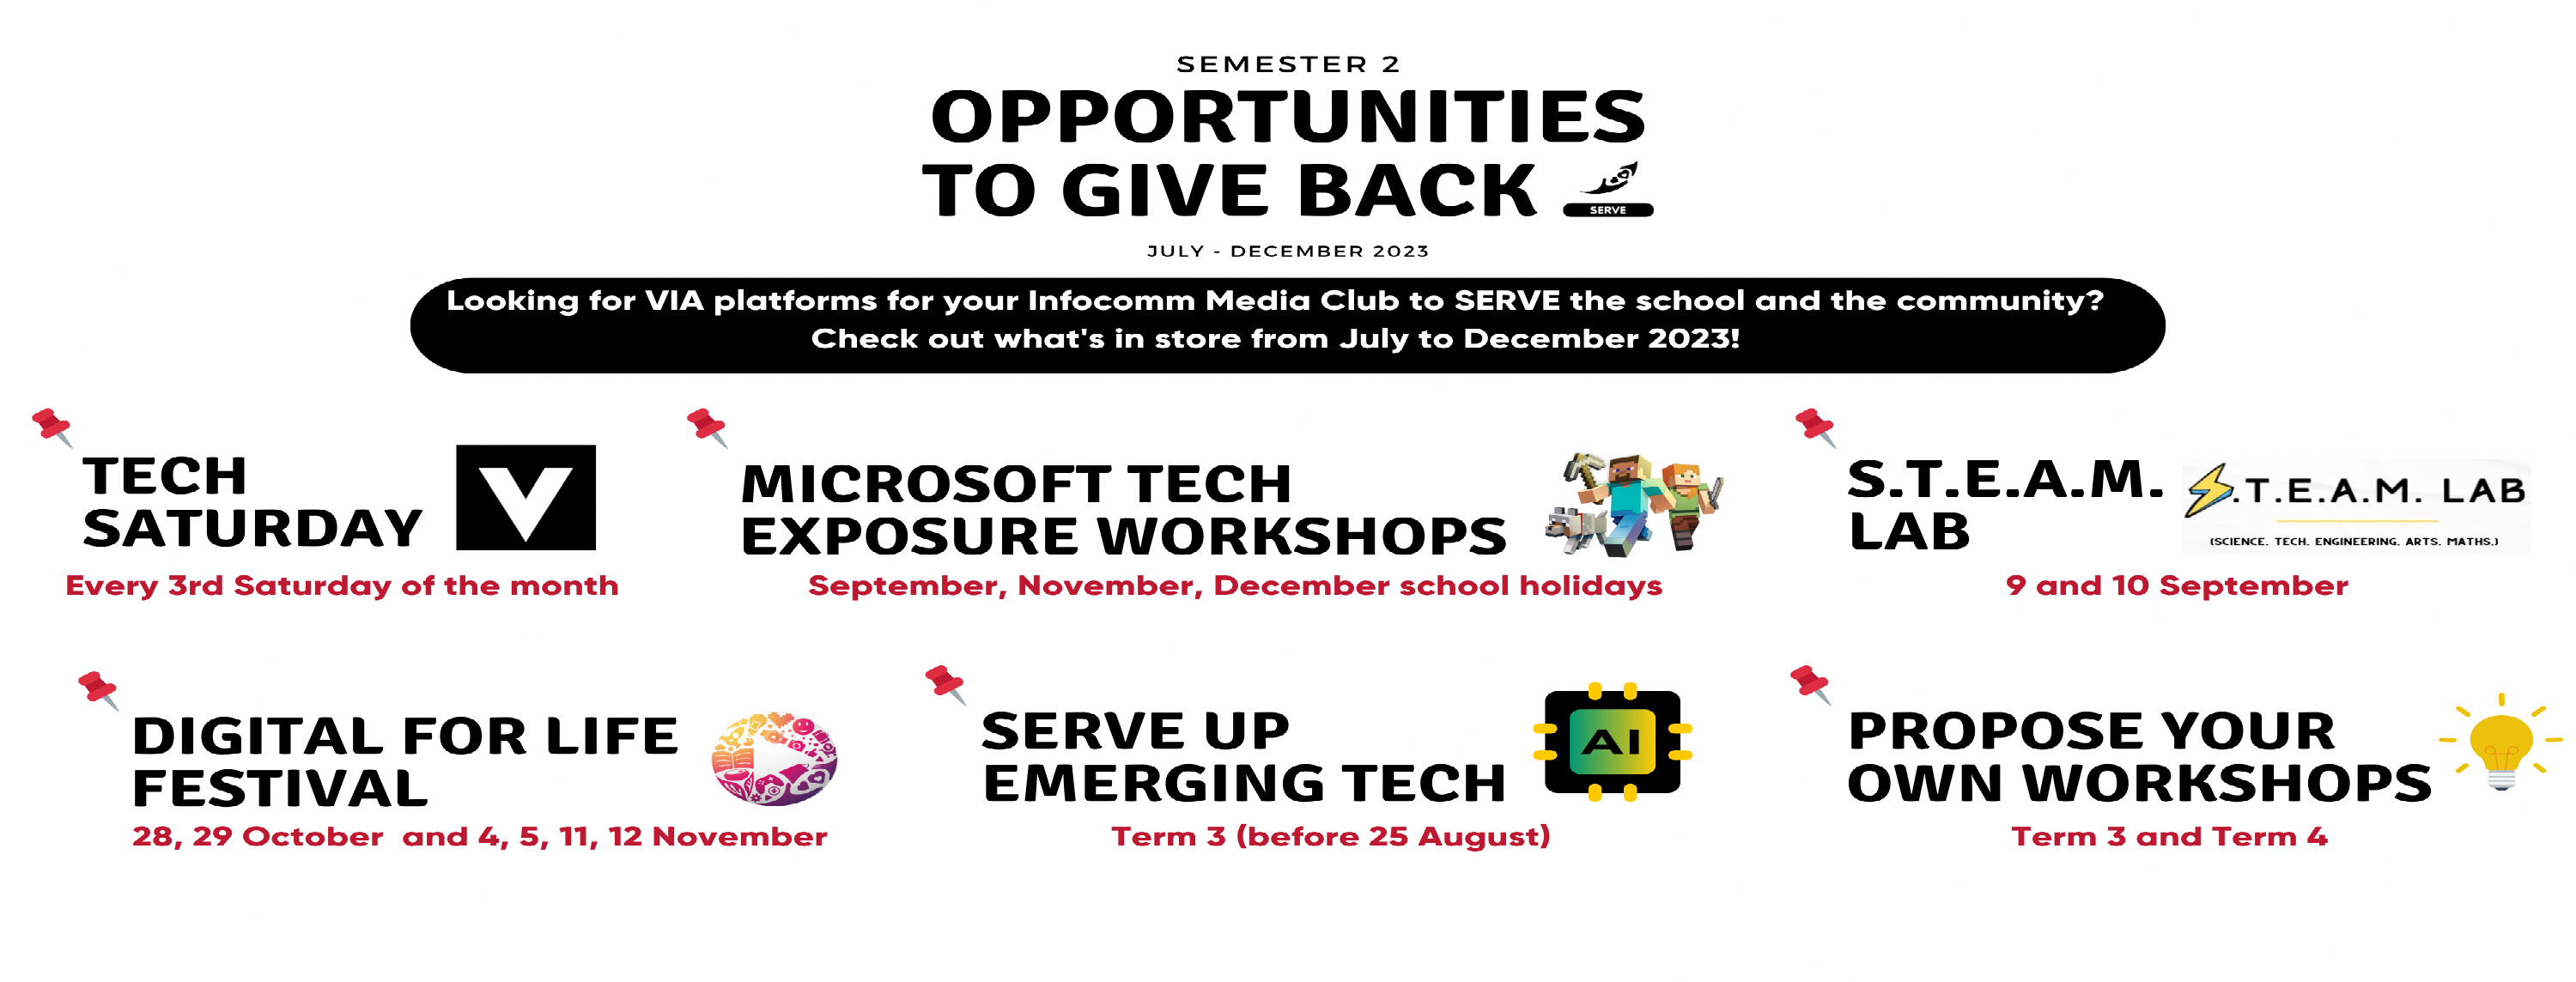 SEMESTER 2
OPPORTUNITIES
TO GIVE BACK
SERVE
JULY - DECEMBER 2023
Looking for VIA platforms for your Infocomm Media Club to SERVE the school and the community?
Check out what's in store from July to December 2023!
TECH
SATURDAY
V
Every 3rd Saturday of the month
MICROSOFT TECH
EXPOSURE WORKSHOPS
September, November, December school holidays
S.T.E.A.M.
LAB
S.T.E.A.M. LAB
(SCIENCE. TECH. ENGINEERING. ARTS. MATHS.)
9 and 10 September
DIGITAL FOR LIFE
FESTIVAL
28, 29 October and 4, 5, 11, 12 November
SERVE UP
EMERGING TECH
AI
Term 3 (before 25 August)
PROPOSE YOUR
OWN WORKSHOPS
Term 3 and Term 4